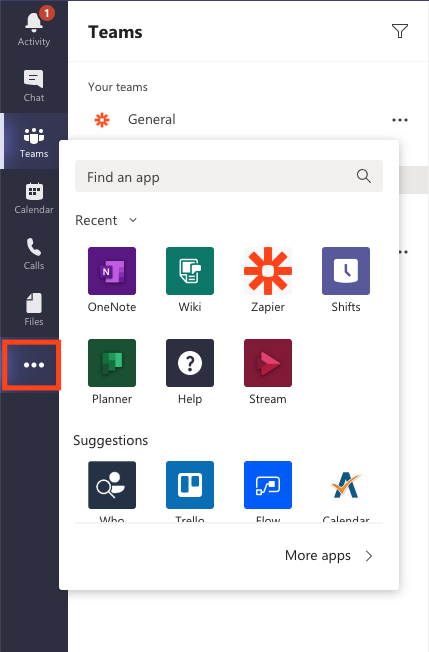 1
Activity
Chat
Teams
Calendar
Calls
Files
Teams
Your teams
General
Find an app
Recent
OneNote Wiki Zapier Shifts
Planner Help Stream
Suggestions
Who Trello Flow Calendar
More apps